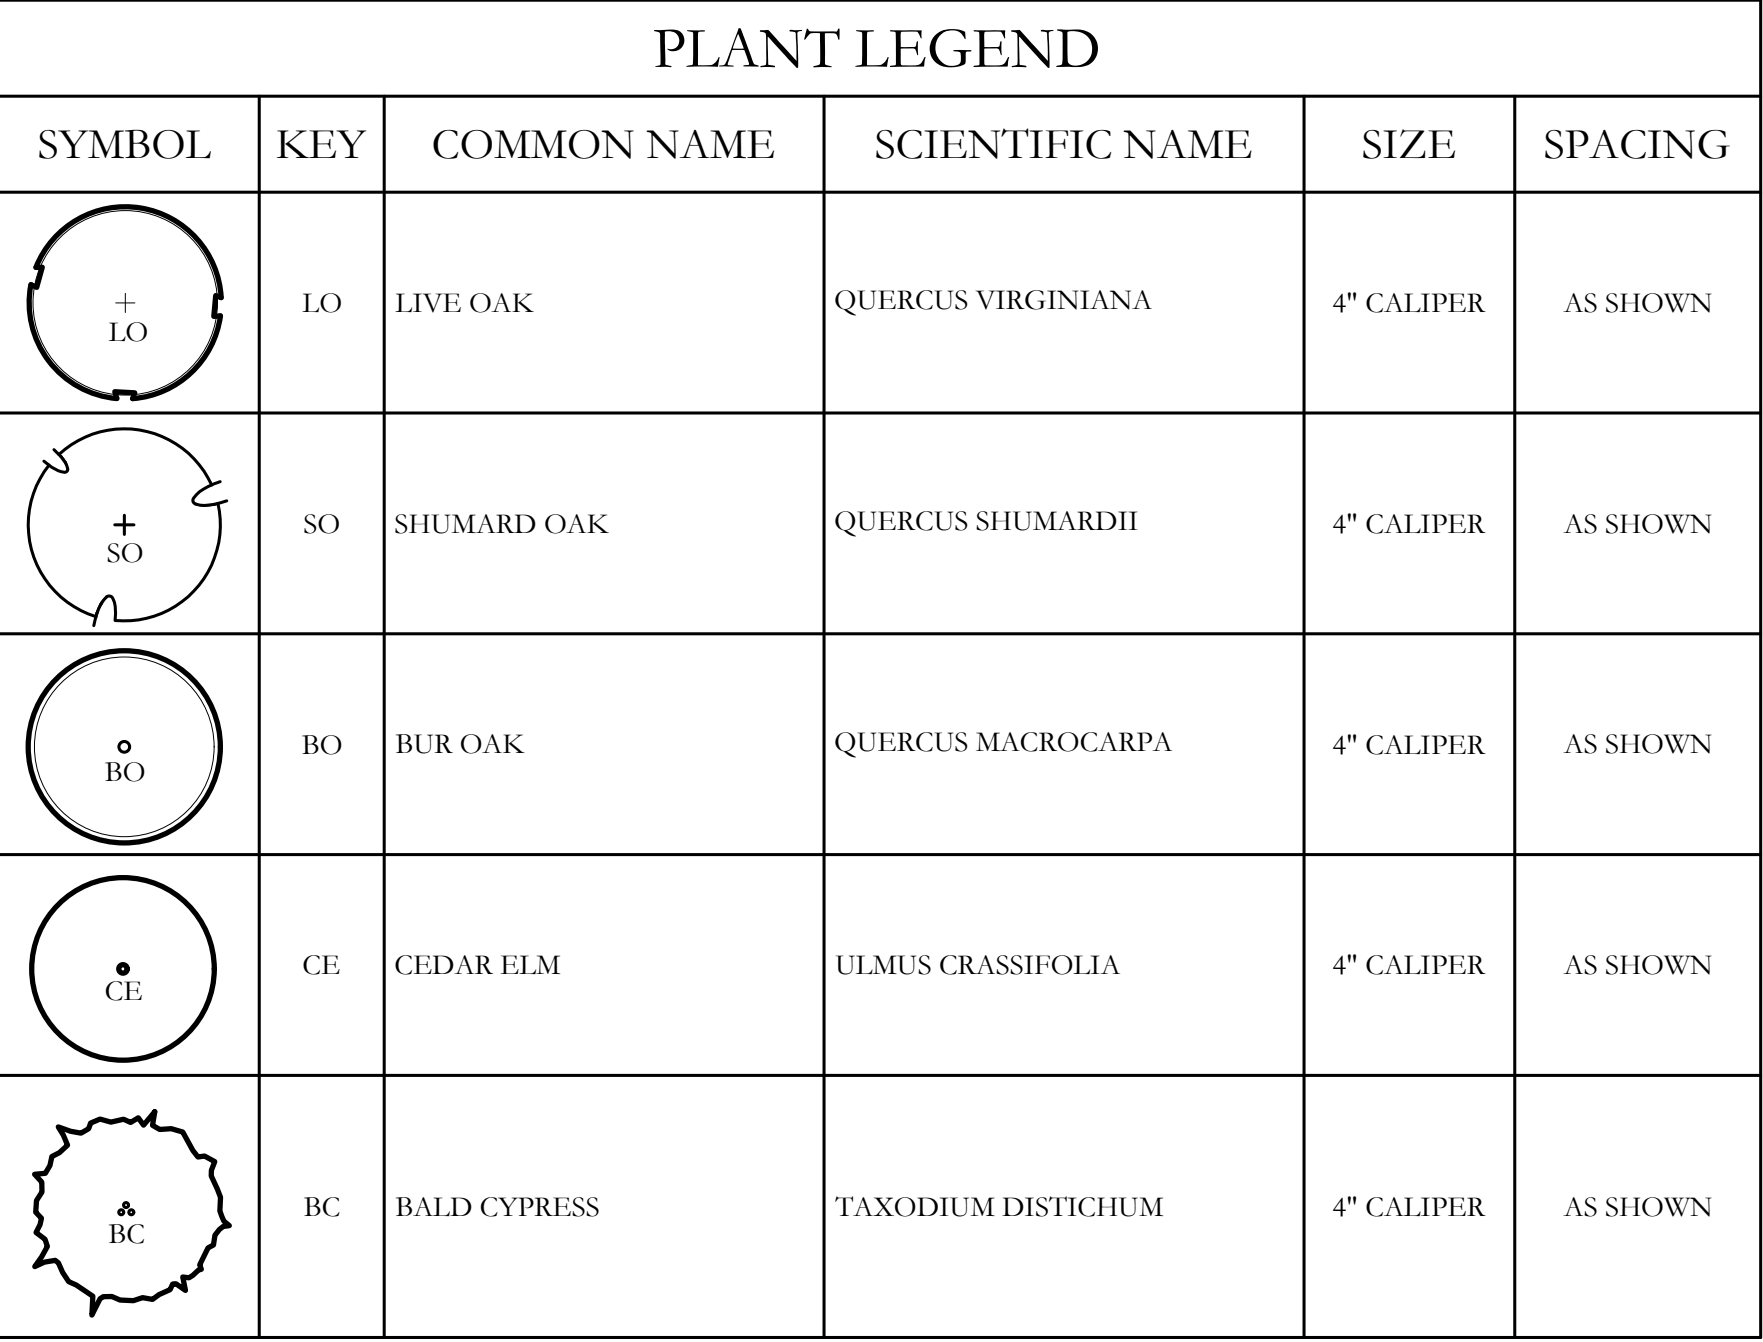 PLANT LEGEND
SYMBOL KEY COMMON NAME SCIENTIFIC NAME SIZE SPACING
LO LO LIVE OAK QUERCUS VIRGINIANA 4" CALIPER AS SHOWN
SO SO SHUMARD OAK QUERCUS SHUMARDII 4" CALIPER AS SHOWN
BO BO BUR OAK QUERCUS MACROCARPA 4" CALIPER AS SHOWN
CE CE CEDAR ELM ULMUS CRASSIFOLIA 4" CALIPER AS SHOWN
BC BC BALD CYPRESS TAXODIUM DISTICHUM 4" CALIPER AS SHOWN